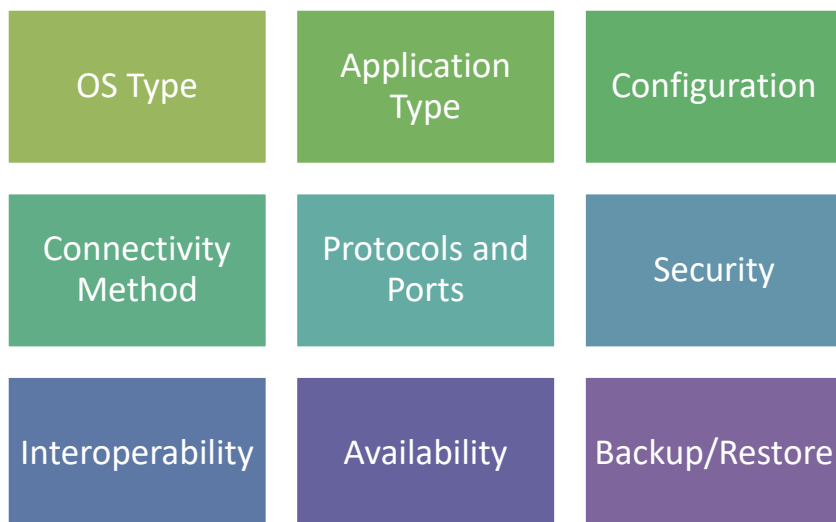 OS Type
Application
Type
Configuration
Connectivity
Method
Protocols and
Ports
Security
Interoperability
Availability
Backup/Restore